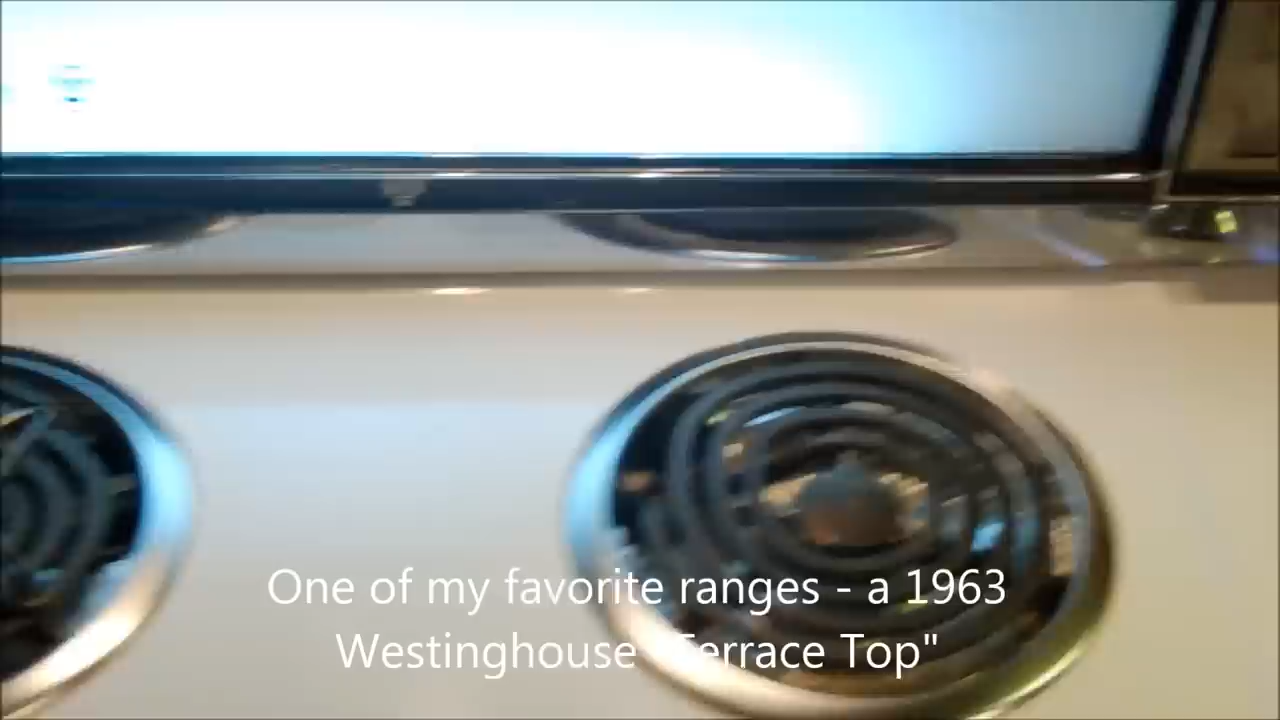 One of my favorite ranges - a 1963
Westinghouse "Terrace Top"